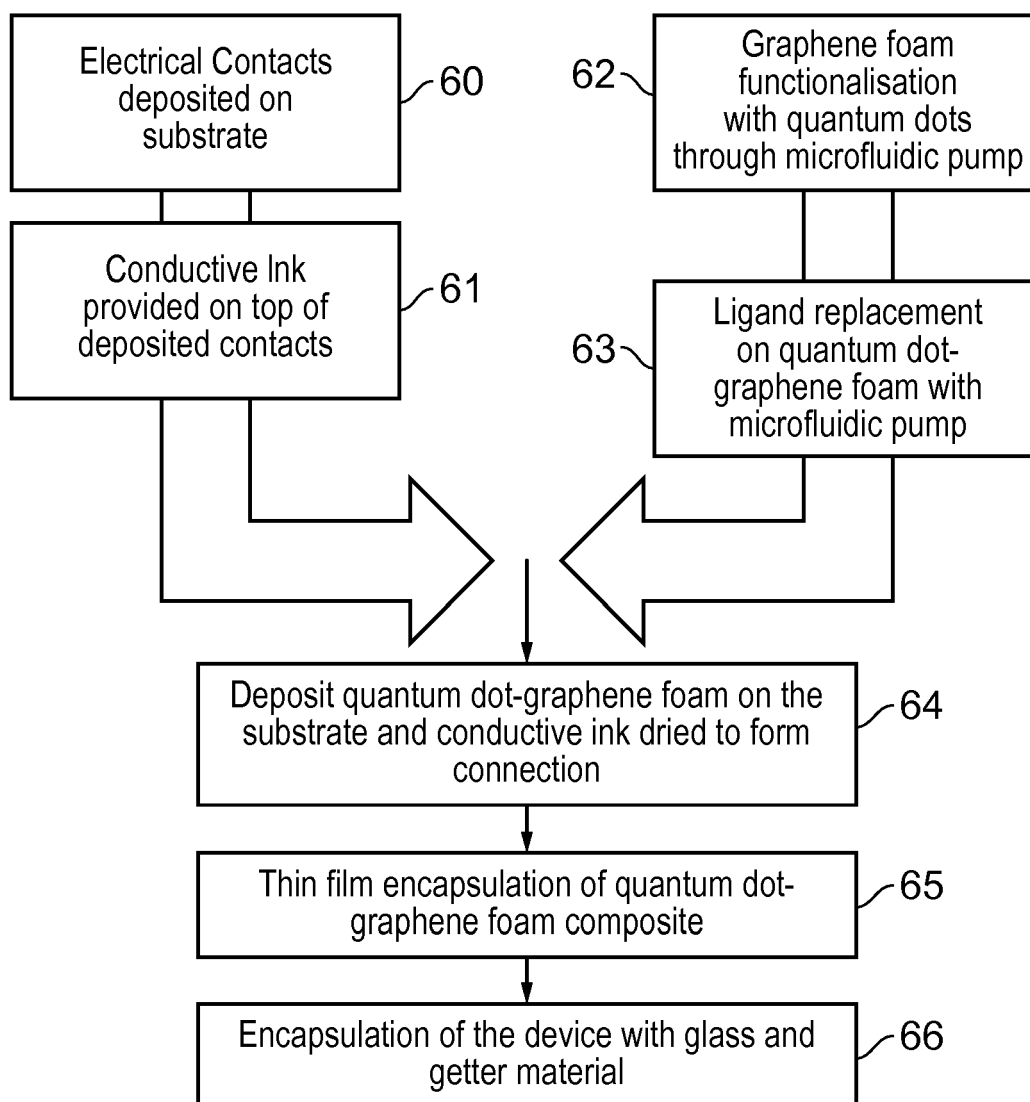 Electrical Contacts
deposited on
substrate
60
Conductive Ink
provided on top of
deposited contacts
61
62
Graphene foam
functionalisation
with quantum dots
through microfluidic pump
63
Ligand replacement
on quantum dot-
graphene foam with
microfluidic pump
Deposit quantum dot-graphene foam on the
substrate and conductive ink dried to form
connection
64
Thin film encapsulation of quantum dot-
graphene foam composite
65
Encapsulation of the device with glass and
getter material
66